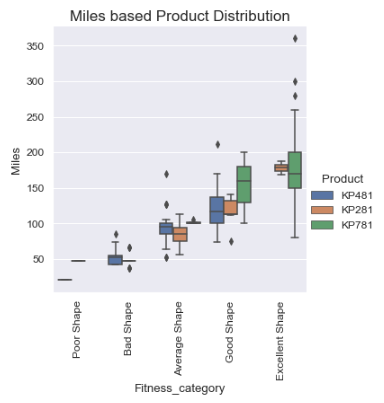 Miles based Product Distribution
350
300
250
200
150
100
50
Miles
Poor Shape
Bad Shape
Average Shape
Good Shape
Excellent Shape
Fitness_category
Product
KP481
KP281
KP781